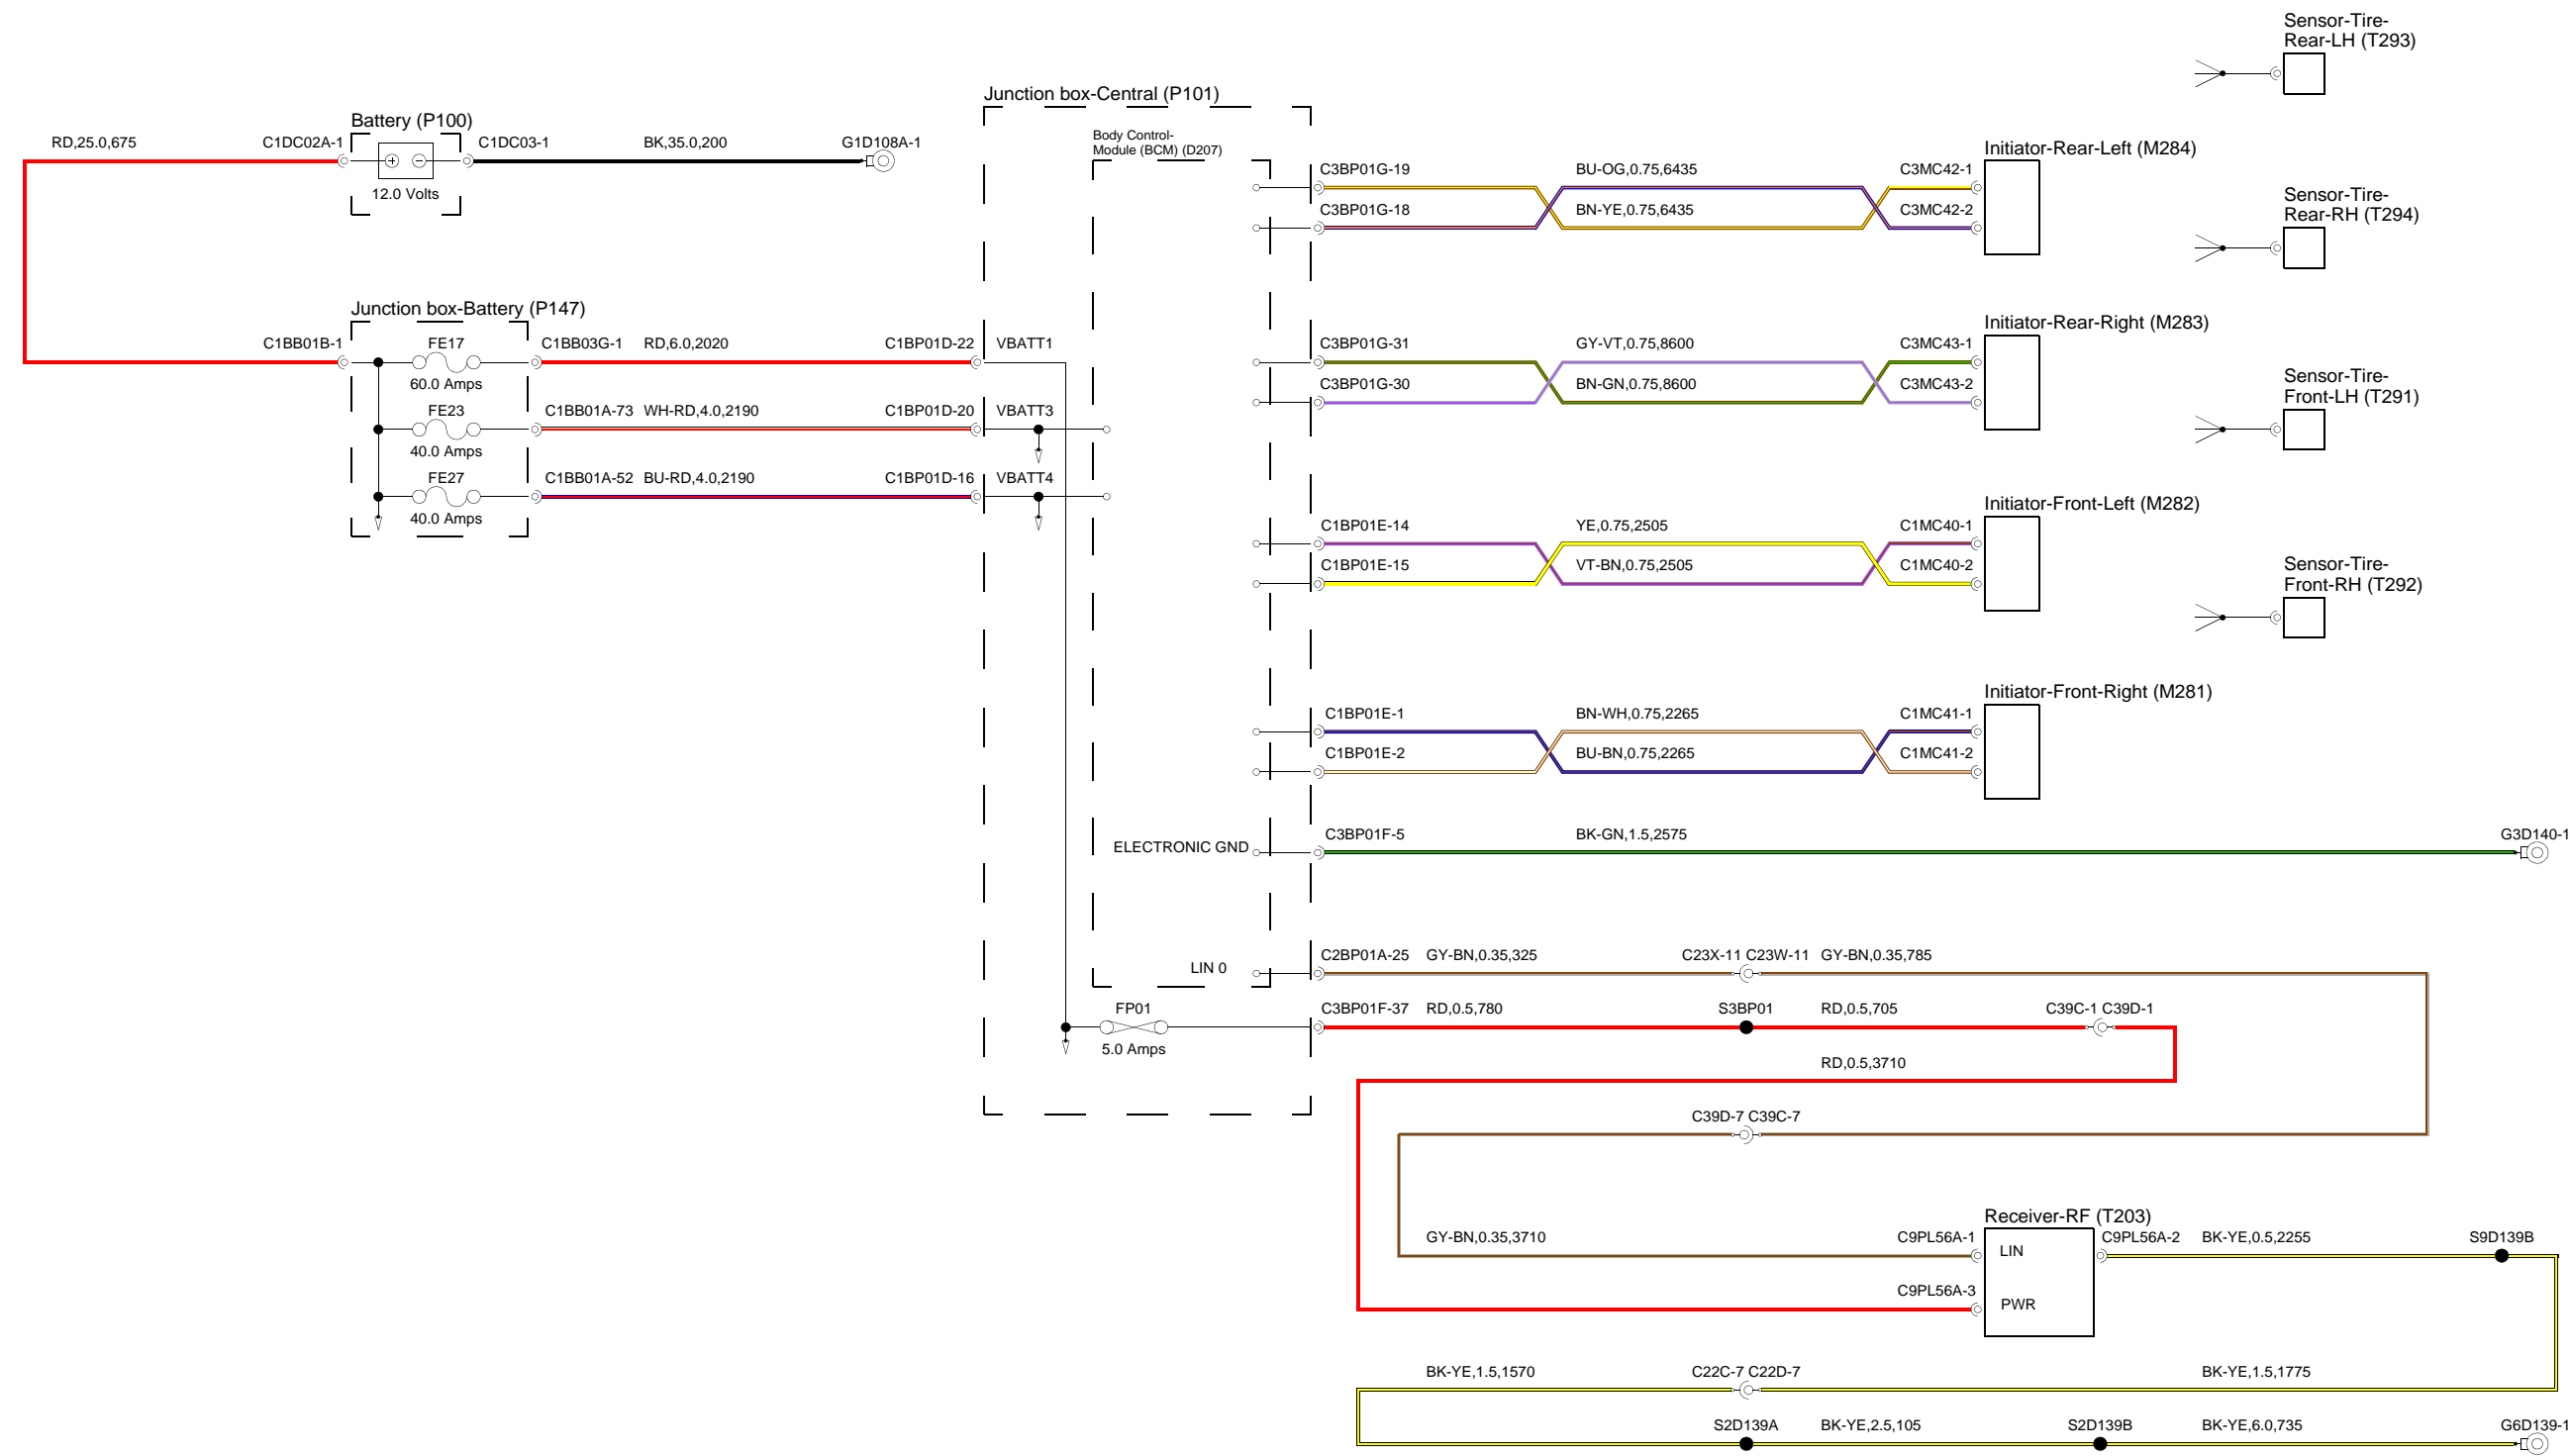 Sensor-Tire-
Rear-LH (T293)
Junction box-Central (P101)
Battery (P100)
RD,25.0,675
C1DC02A-1
C1DC03-1
BK,35.0,200
G1D108A-1
12.0 Volts
Body Control-
Module (BCM) (D207)
Initiator-Rear-Left (M284)
C3BP01G-19
BU-OG,0.75,6435
C3MC42-1
C3BP01G-18
BN-YE,0.75,6435
C3MC42-2
Sensor-Tire-
Rear-RH (T294)
Junction box-Battery (P147)
Initiator-Rear-Right (M283)
C1BB01B-1
FE17
60.0 Amps
C1BB03G-1
RD,6.0,2020
C1BP01D-22
VBATT1
C3BP01G-31
GY-VT,0.75,8600
C3MC43-1
C3BP01G-30
BN-GN,0.75,8600
C3MC43-2
Sensor-Tire-
Front-LH (T291)
FE23
40.0 Amps
C1BB01A-73
WH-RD,4.0,2190
C1BP01D-20
VBATT3
FE27
40.0 Amps
C1BB01A-52
BU-RD,4.0,2190
C1BP01D-16
VBATT4
Initiator-Front-Left (M282)
C1BP01E-14
YE,0.75,2505
C1MC40-1
C1BP01E-15
VT-BN,0.75,2505
C1MC40-2
Sensor-Tire-
Front-RH (T292)
Initiator-Front-Right (M281)
C1BP01E-1
BN-WH,0.75,2265
C1MC41-1
C1BP01E-2
BU-BN,0.75,2265
C1MC41-2
ELECTRONIC GND
C3BP01F-5
BK-GN,1.5,2575
G3D140-1
LIN 0
C2BP01A-25
GY-BN,0.35,325
C23X-11 C23W-11
GY-BN,0.35,785
FP01
5.0 Amps
C3BP01F-37
RD,0.5,780
S3BP01
RD,0.5,705
C39C-1 C39D-1
RD,0.5,3710
C39D-7 C39C-7
Receiver-RF (T203)
GY-BN,0.35,3710
C9PL56A-1
LIN
C9PL56A-2
BK-YE,0.5,2255
S9D139B
C9PL56A-3
PWR
BK-YE,1.5,1570
C22C-7 C22D-7
BK-YE,1.5,1775
S2D139A
BK-YE,2.5,105
S2D139B
BK-YE,6.0,735
G6D139-1